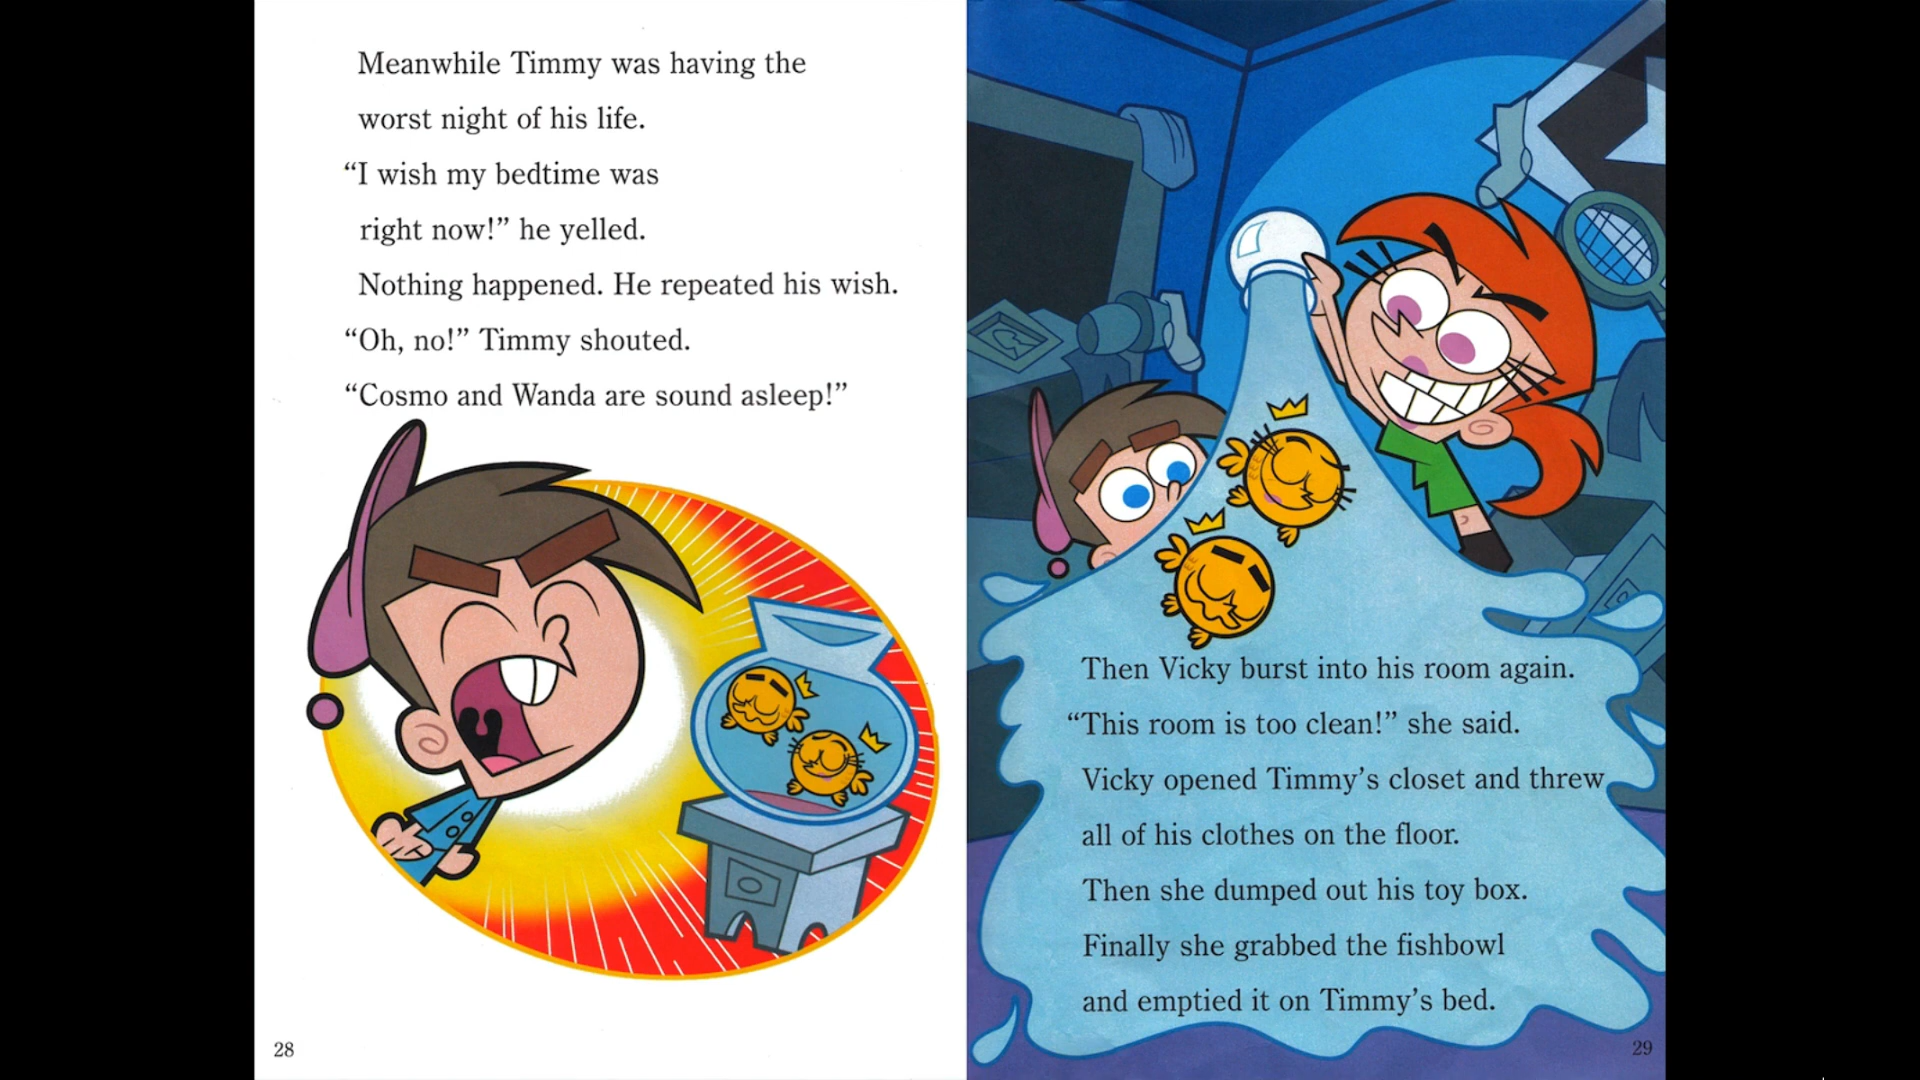 Meanwhile Timmy was having the
worst night of his life.
“I wish my bedtime was
right now!” he yelled.
Nothing happened. He repeated his wish.
“Oh, no!” Timmy shouted.
“Cosmo and Wanda are sound asleep!”
28
Then Vicky burst into his room again.
“This room is too clean!” she said.
Vicky opened Timmy’s closet and threw
all of his clothes on the floor.
Then she dumped out his toy box.
Finally she grabbed the fishbowl
and emptied it on Timmy’s bed.
29